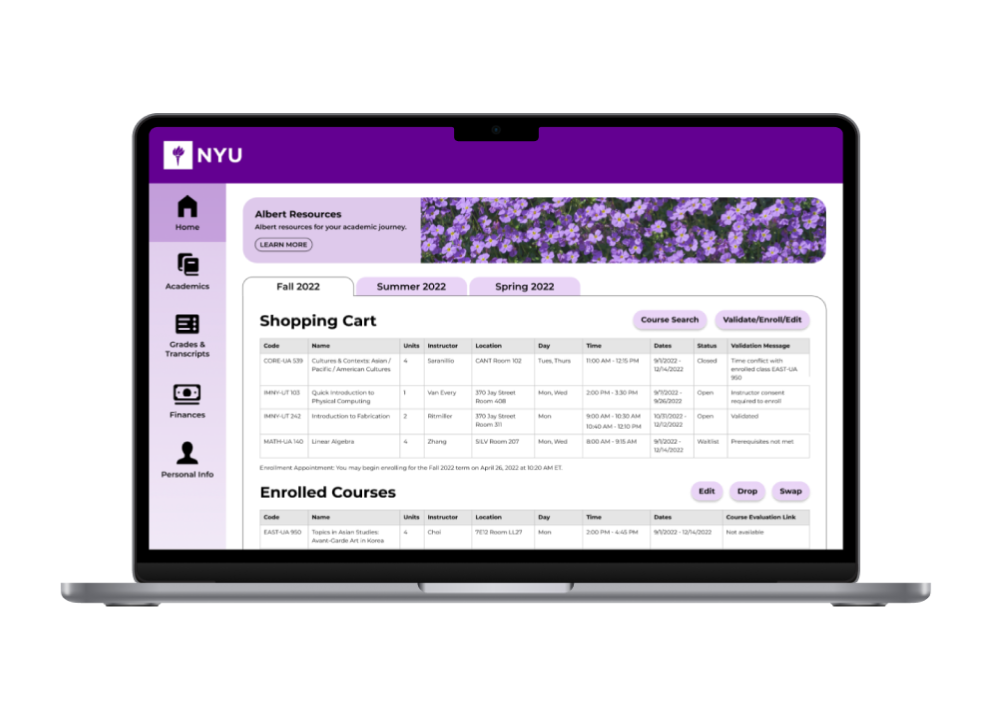 NYU
Home
Academics
Grades &
Transcripts
Finances
Personal Info
Albert Resources
Albert resources for your academic journey.
LEARN MORE
Fall 2022 Summer 2022 Spring 2022
Shopping Cart Course Search Validate/Enroll/Edit
Code Name Units Instructor Location Day Time Dates Status Validation Message
CORE-UA 539 Cultures & Contexts: Asian / 4 Seranillio CANT Room 102 Tues, Thurs 11:00 AM - 12:15 PM 9/1/2022 - Closed Time conflict with
Pacific / American Cultures 12/14/2022 enrolled class EAST-UA
950
IMNY-UT 103 Quick Introduction to 1 Van Every 370 Jay Street Mon, Wed 2:00 PM - 3:30 PM 9/7/2022 - Open Instructor consent
Physical Computing Room 408 9/26/2022 required to enroll
IMNY-UT 242 Introduction to Fabrication 2 Ritmiller 370 Jay Street Mon 9:00 AM - 10:30 AM 10/31/2022 - Open Validated
Room 311 10:40 AM - 12:10 PM 12/12/2022
MATH-UA 140 Linear Algebra 4 Zhang SILV Room 207 Mon, Wed 8:00 AM - 9:15 AM 9/1/2022 - Waitlist Prerequisites not met
12/14/2022
Enrollment Appointment: You may begin enrolling for the Fall 2022 term on April 26, 2022 at 10:20 AM ET.
Enrolled Courses Edit Drop Swap
Code Name Units Instructor Location Day Time Dates Course Evaluation Link
EAST-UA 950 Topics in Asian Studies: 4 Choi 7E12 Room LL27 Mon 2:00 PM - 4:45 PM 9/1/2022 - 12/14/2022 Not available
Avant-Garde Art in Korea